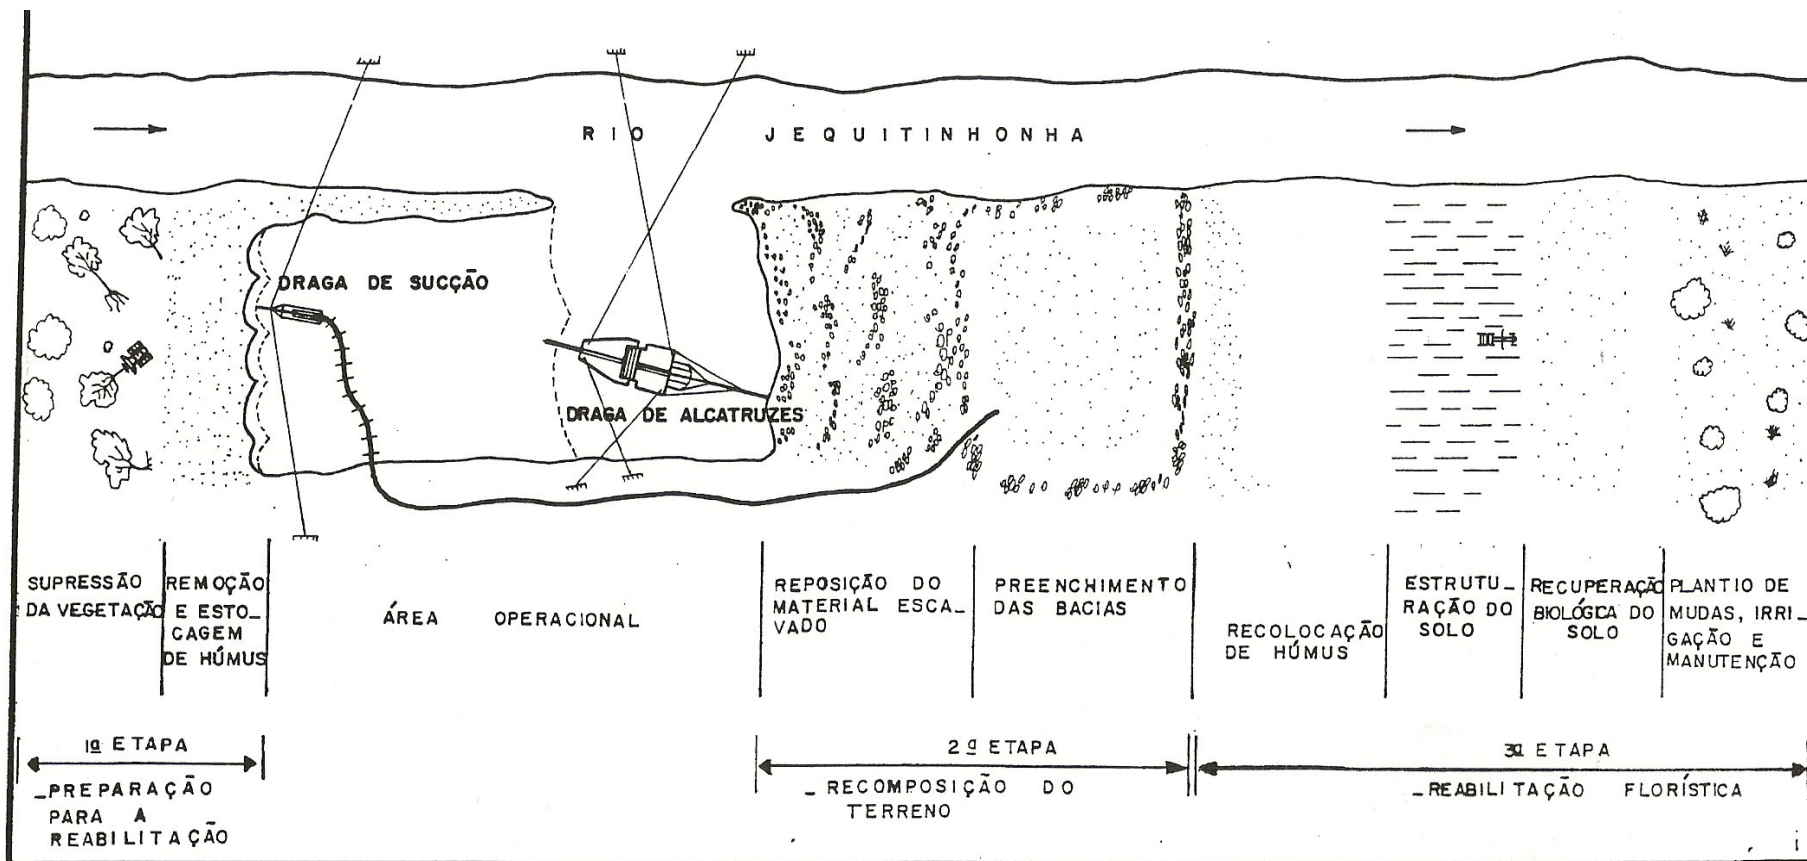 RIO JEQUITINHONHA
DRAGA DE SUCÇÃO
DRAGA DE ALCATRUZES
SUPRESSÃO
DA VEGETAÇÃO
REMOÇÃO
E ESTO_
CAGEM
DE HÚMUS
ÁREA OPERACIONAL
REPOSIÇÃO DO
MATERIAL ESCA_
VADO
PREENCHIMENTO
DAS BACIAS
RECOLOCAÇÃO
DE HÚMUS
ESTRUTU_
RAÇÃO DO
SOLO
RECUPERAÇÃO
BIOLÓGICA DO
SOLO
PLANTIO DE
MUDAS, IRRI_
GAÇÃO E
MANUTENÇÃO
1ª ETAPA
_PREPARAÇÃO
PARA A
REABILITAÇÃO
2ª ETAPA
_RECOMPOSIÇÃO DO
TERRENO
3ª ETAPA
_REABILITAÇÃO FLORÍSTICA